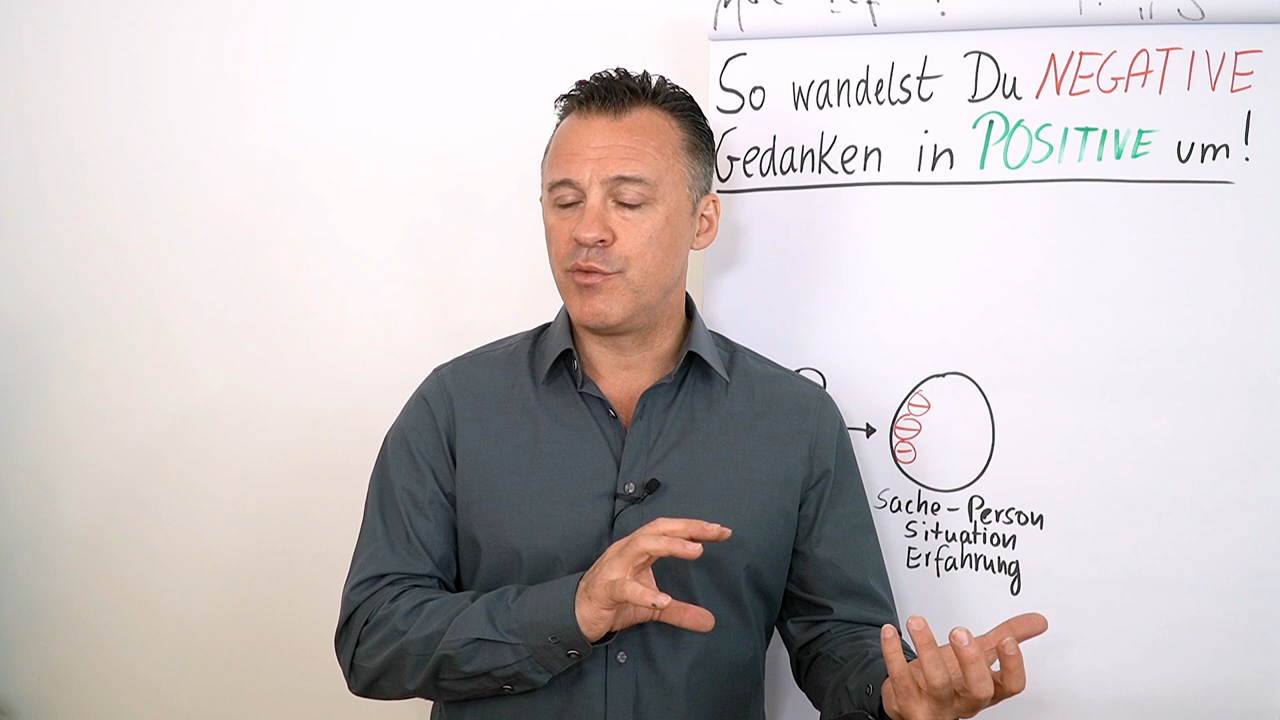 So wandelst Du NEGATIVE
Gedanken in POSITIVE um!
Sache - Person
Situation
Erfahrung